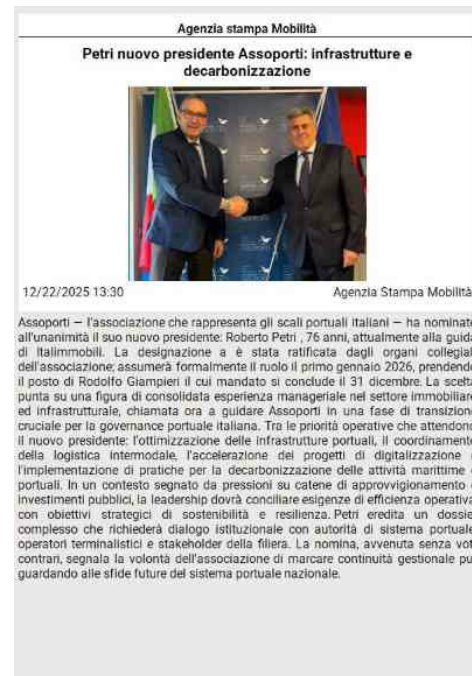 Agenzia stampa Mobilità
Petri nuovo presidente Assoporti: infrastrutture e
decarbonizzazione
12/22/2025 13:30
Agenzia Stampa Mobilità
Assoporti — l'associazione che rappresenta gli scali portuali italiani — ha nominato
all'unanimità il suo nuovo presidente: Roberto Petri , 76 anni, attualmente alla guida
di Italimmobili. La designazione a è stata ratificata dagli organi collegiali
dell'associazione; assumerà formalmente il ruolo il primo gennaio 2026, prendendo
il posto di Rodolfo Giampieri il cui mandato si conclude il 31 dicembre. La scelta
punta su una figura di consolidata esperienza manageriale nel settore immobiliare
ed infrastrutturale, chiamata ora a guidare Assoporti in una fase di transizione
cruciale per la governance portuale italiana. Tra le priorità operative che attendono
il nuovo presidente: l'ottimizzazione delle infrastrutture portuali, il coordinamento
della logistica intermodale, l'accelerazione dei progetti di digitalizzazione e
l'implementazione di pratiche per la decarbonizzazione delle attività marittime e
portuali. In un contesto segnato da pressioni su catene di approvvigionamento e
investimenti pubblici, la leadership dovrà conciliare esigenze di efficienza operativa
con obiettivi strategici di sostenibilità e resilienza. Petri eredita un dossier
complesso che richiederà dialogo istituzionale con autorità di sistema portuale,
operatori terminalistici e stakeholder della filiera. La nomina, avvenuta senza voti
contrari, segnala la volontà dell'associazione di marcare continuità gestionale pur
guardando alle sfide future del sistema portuale nazionale.